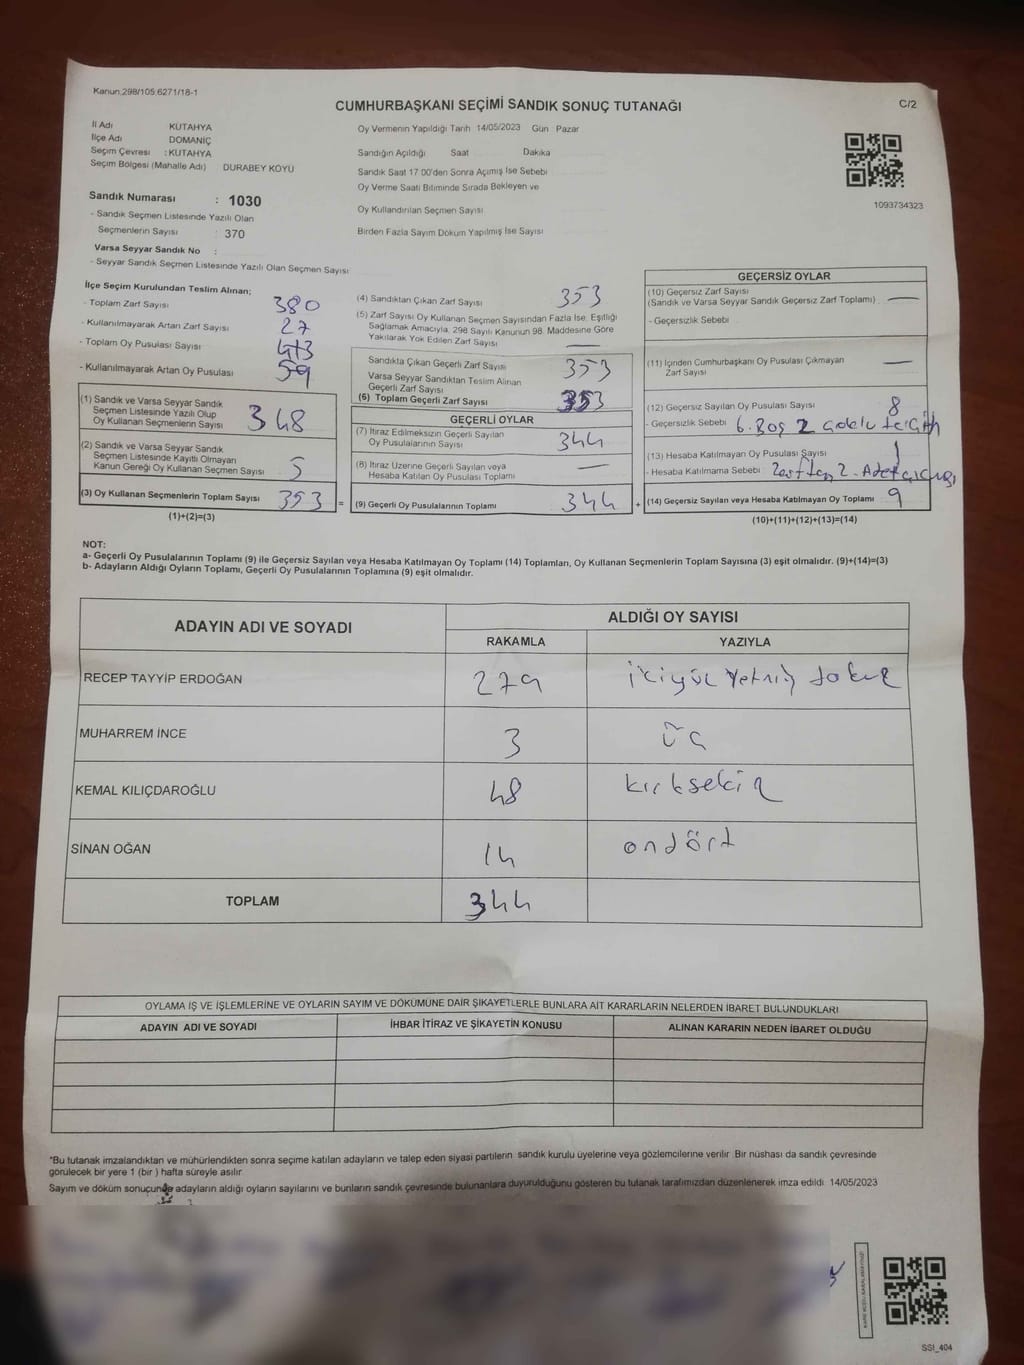 Kanun.298/105.6271/18-1
CUMHURBAŞKANI SEÇİMİ SANDIK SONUÇ TUTANAĞI
C/2
İl Adı KÜTAHYA
İlçe Adı DOMANİÇ
Seçim Çevresi : KÜTAHYA
Seçim Bölgesi (Mahalle Adı) DURABEY KÖYÜ
Oy Vermenin Yapıldığı Tarih 14/05/2023 Gün Pazar
Sandığın Açıldığı Saat Dakika
Sandık Saat 17 00'den Sonra Açımış İse Sebebi
Oy Verme Saati Bitiminde Sırada Bekleyen ve
Oy Kullandırılan Seçmen Sayısı
Birden Fazla Sayım Döküm Yapılmış İse Sayısı
1093734323
Sandık Numarası : 1030
- Sandık Seçmen Listesinde Yazılı Olan
Seçmenlerin Sayısı : 370
Varsa Seyyar Sandık No :
- Seyyar Sandık Seçmen Listesinde Yazılı Olan Seçmen Sayısı
İlçe Seçim Kurulundan Teslim Alınan;
- Toplam Zarf Sayısı 380
- Kullanılmayarak Artan Zarf Sayısı 27
- Toplam Oy Pusulası Sayısı 413
- Kullanılmayarak Artan Oy Pusulası 59
(1) Sandık ve Varsa Seyyar Sandık
Seçmen Listesinde Yazılı Olup
Oy Kullanan Seçmenlerin Sayısı 348
(2) Sandık ve Varsa Seyyar Sandık
Seçmen Listesinde Kayıtlı Olmayan
Kanun Gereği Oy Kullanan Seçmen Sayısı 5
(3) Oy Kullanan Seçmenlerin Toplam Sayısı 353 =
(1)+(2)=(3)
(4) Sandıktan Çıkan Zarf Sayısı 353
(5) Zarf Sayısı Oy Kullanan Seçmen Sayısından Fazla İse, Eşitliği
Sağlamak Amacıyla, 298 Sayılı Kanunun 98. Maddesine Göre
Yakılarak Yok Edilen Zarf Sayısı —
Sandıkta Çıkan Geçerli Zarf Sayısı 353
Varsa Seyyar Sandıktan Teslim Alınan
Geçerli Zarf Sayısı
(6) Toplam Geçerli Zarf Sayısı 353
GEÇERLİ OYLAR
(7) İtiraz Edilmeksizin Geçerli Sayılan
Oy Pusulalarının Sayısı 344
(8) İtiraz Üzerine Geçerli Sayılan veya
Hesaba Katılan Oy Pusulası Toplamı —
(9) Geçerli Oy Pusulalarının Toplamı 344 +
GEÇERSİZ OYLAR
(10) Geçersiz Zarf Sayısı
(Sandık ve Varsa Seyyar Sandık Geçersiz Zarf Toplamı) —
- Geçersizlik Sebebi
(11) İçinden Cumhurbaşkanı Oy Pusulası Çıkmayan
Zarf Sayısı —
(12) Geçersiz Sayılan Oy Pusulası Sayısı 8
- Geçersizlik Sebebi 6. Boş 2
(13) Hesaba Katılmayan Oy Pusulası Sayısı 1
- Hesaba Katılmama Sebebi Zarftan 2. Adet
(14) Geçersiz Sayılan veya Hesaba Katılmayan Oy Toplamı 9
(10)+(11)+(12)+(13)=(14)
NOT:
a- Geçerli Oy Pusulalarının Toplamı (9) ile Geçersiz Sayılan veya Hesaba Katılmayan Oy Toplamı (14) Toplamları, Oy Kullanan Seçmenlerin Toplam Sayısına (3) eşit olmalıdır. (9)+(14)=(3)
b- Adayların Aldığı Oyların Toplamı, Geçerli Oy Pusulalarının Toplamına (9) eşit olmalıdır.
ADAYIN ADI VE SOYADI
ALDIĞI OY SAYISI
RAKAMLA YAZIYLA
RECEP TAYYİP ERDOĞAN 279 ikiyüz yetmiş dokuz
MUHARREM İNCE 3 üç
KEMAL KILIÇDAROĞLU 48 kırksekiz
SİNAN OĞAN 14 ondört
TOPLAM 344
OYLAMA İŞ VE İŞLEMLERİNE VE OYLARIN SAYIM VE DÖKÜMÜNE DAİR ŞİKAYETLERLE BUNLARA AİT KARARLARIN NELERDEN İBARET BULUNDUKLARI
ADAYIN ADI VE SOYADI İHBAR İTİRAZ VE ŞİKAYETİN KONUSU ALINAN KARARIN NEDEN İBARET OLDUĞU
*Bu tutanak imzalandıktan ve mühürlendikten sonra seçime katılan adayların ve talep eden siyasi partilerin sandık kurulu üyelerine veya gözlemcilerine verilir .Bir nüshası da sandık çevresinde
görülecek bir yere 1 (bir ) hafta süreyle asılır
Sayım ve döküm sonuçunda adayların aldığı oyların sayılarını ve bunların sandık çevresinde bulunanlara duyurulduğunu gösteren bu tutanak tarafımızdan düzenlenerek imza edildi 14/05/2023
SSI_404